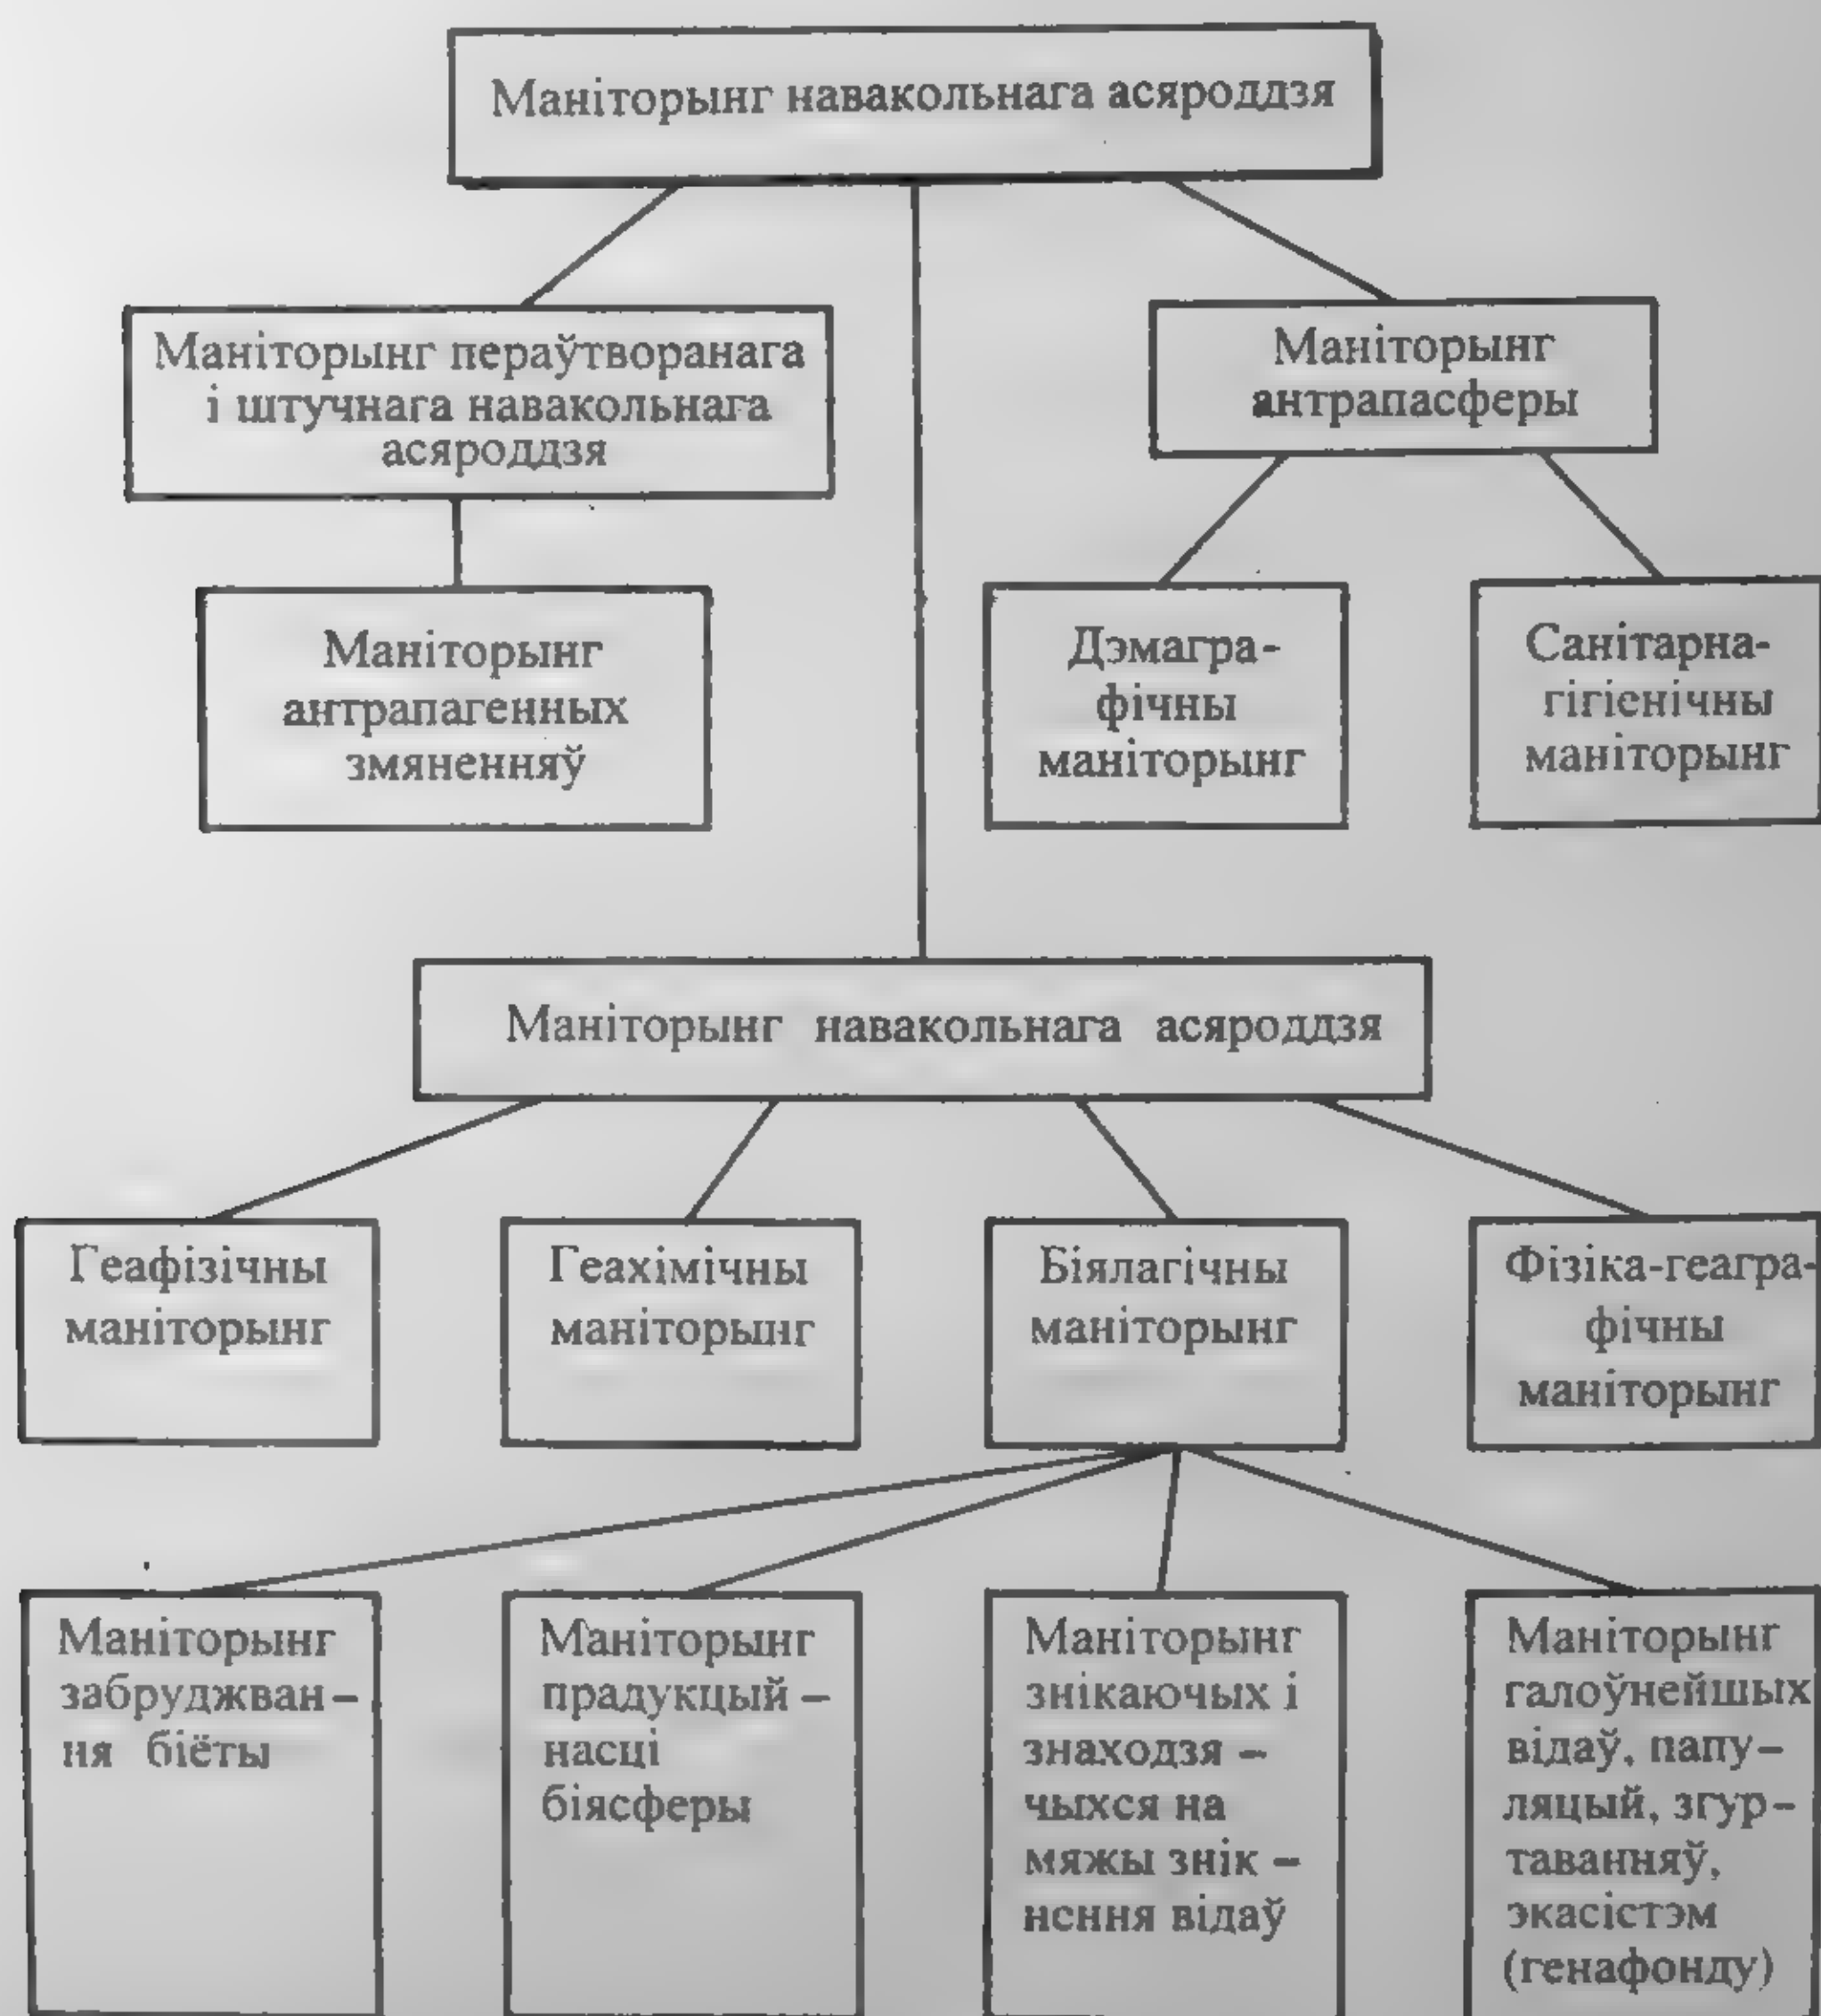 Маніторынг навакольнага асяроддзя
Маніторынг пераўтворанага
і штучнага навакольнага
асяроддзя
Маніторынг
антрапасферы
Маніторынг
антрапагенных
змяненняў
Дэмагра-
фічны
маніторынг
Санітарна-
гігіенічны
маніторынг
Маніторынг навакольнага асяроддзя
Геафізічны
маніторынг
Геахімічны
маніторынг
Біялагічны
маніторынг
Фізіка-геагра-
фічны
маніторынг
Маніторынг
забруджван –
ня біёты
Маніторынг
прадукцый –
насці
біясферы
Маніторынг
знікаючых і
знаходзя –
чыхся на
мяжы знік –
нення відаў
Маніторынг
галоўнейшых
відаў, папу –
ляцый, згур –
таванняў,
экасістэм
(генафонду)